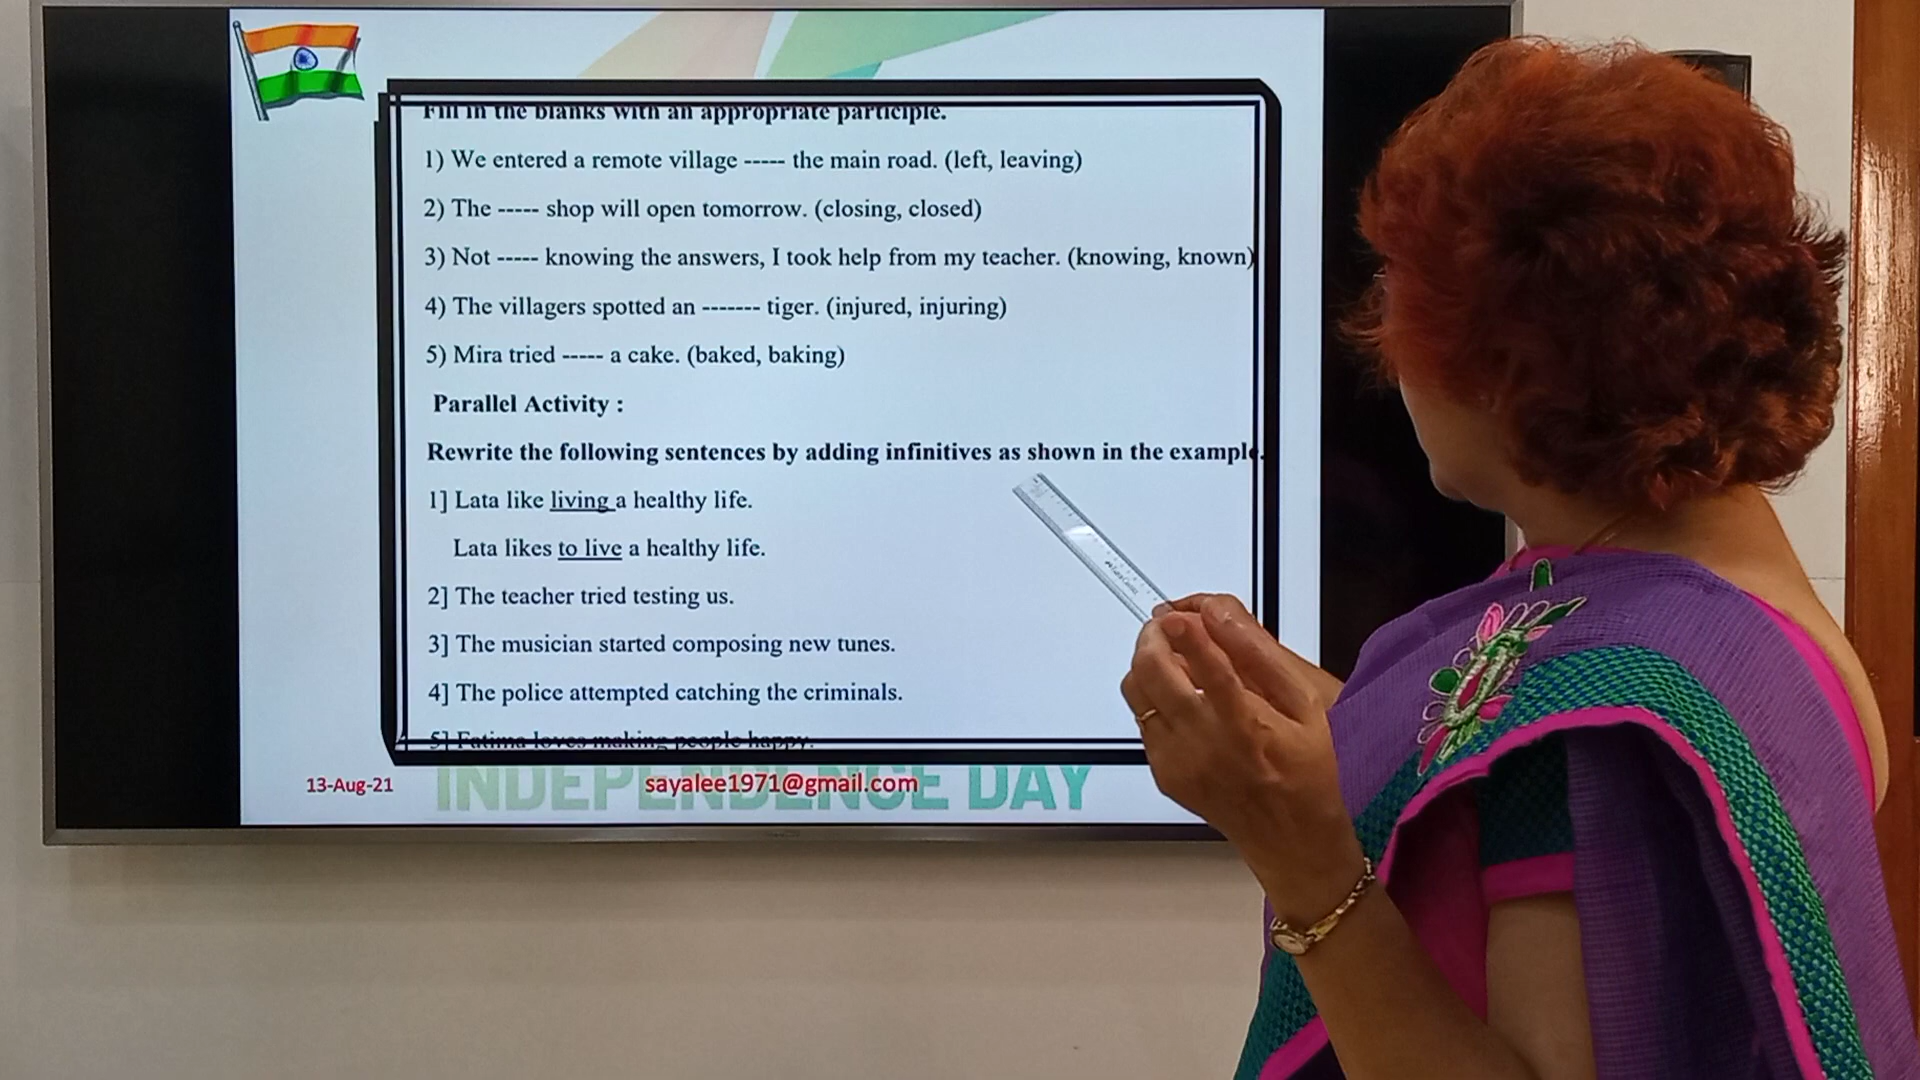 Fill in the blanks with an appropriate participle.
1) We entered a remote village ----- the main road. (left, leaving)
2) The ----- shop will open tomorrow. (closing, closed)
3) Not ----- knowing the answers, I took help from my teacher. (knowing, known)
4) The villagers spotted an ------- tiger. (injured, injuring)
5) Mira tried ----- a cake. (baked, baking)
Parallel Activity :
Rewrite the following sentences by adding infinitives as shown in the example.
1] Lata like living a healthy life.
Lata likes to live a healthy life.
2] The teacher tried testing us.
3] The musician started composing new tunes.
4] The police attempted catching the criminals.
5] Fatima loves making people happy.
13-Aug-21
sayalee1971@gmail.com
INDEPENDENCE DAY